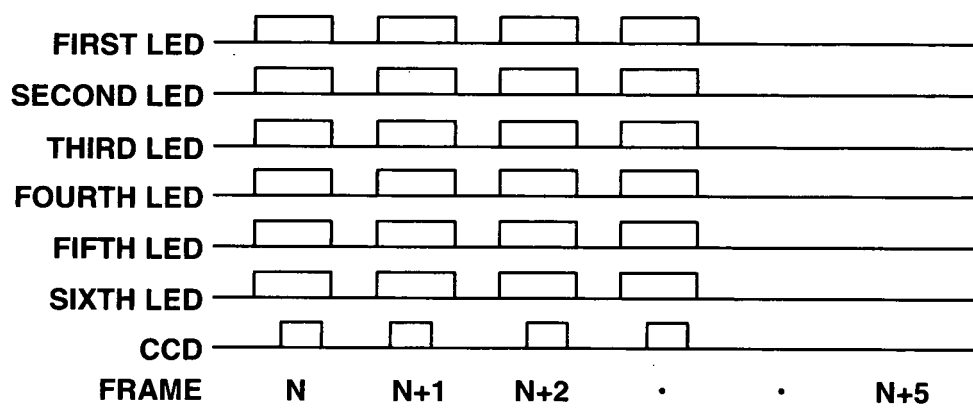 FIRST LED
SECOND LED
THIRD LED
FOURTH LED
FIFTH LED
SIXTH LED
CCD
FRAME N N+1 N+2 · · N+5